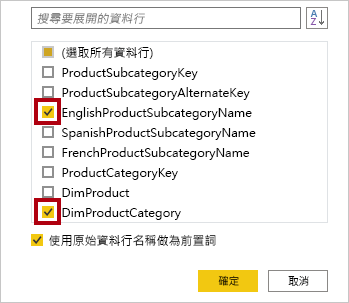 搜尋要展開的資料行
(選取所有資料行)
ProductSubcategoryKey
ProductSubcategoryAlternateKey
EnglishProductSubcategoryName
SpanishProductSubcategoryName
FrenchProductSubcategoryName
ProductCategoryKey
DimProduct
DimProductCategory
使用原始資料行名稱做為前置詞
確定 取消